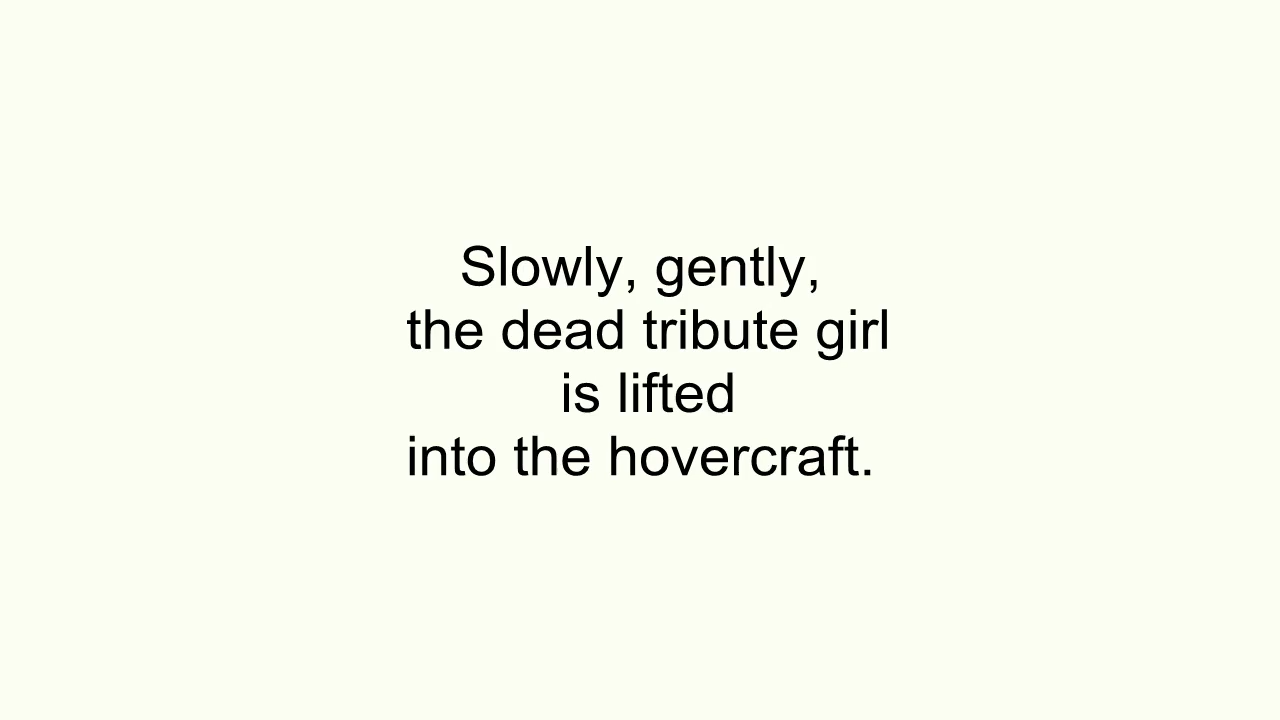 Slowly, gently,
the dead tribute girl
is lifted
into the hovercraft.